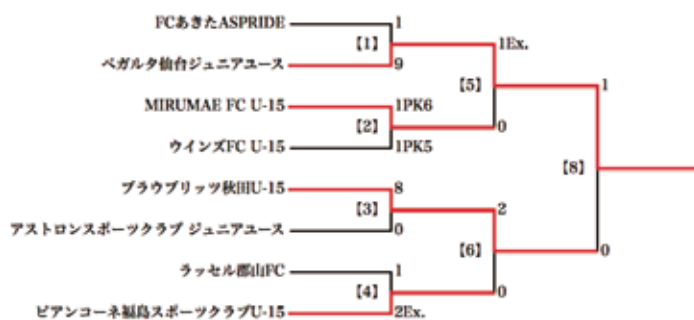 FCあきたASPRIDE 1
【1】 1Ex.
ベガルタ仙台ジュニアユース 9
【5】 1
MIRUMAE FC U-15 1PK6
【2】 0
ウインズFC U-15 1PK5
【8】
ブラウブリッツ秋田U-15 8
【3】 2
アストロンスポーツクラブ ジュニアユース 0
【6】 0
ラッセル郡山FC 1
【4】 0
ビアンコーネ福島スポーツクラブU-15 2Ex.